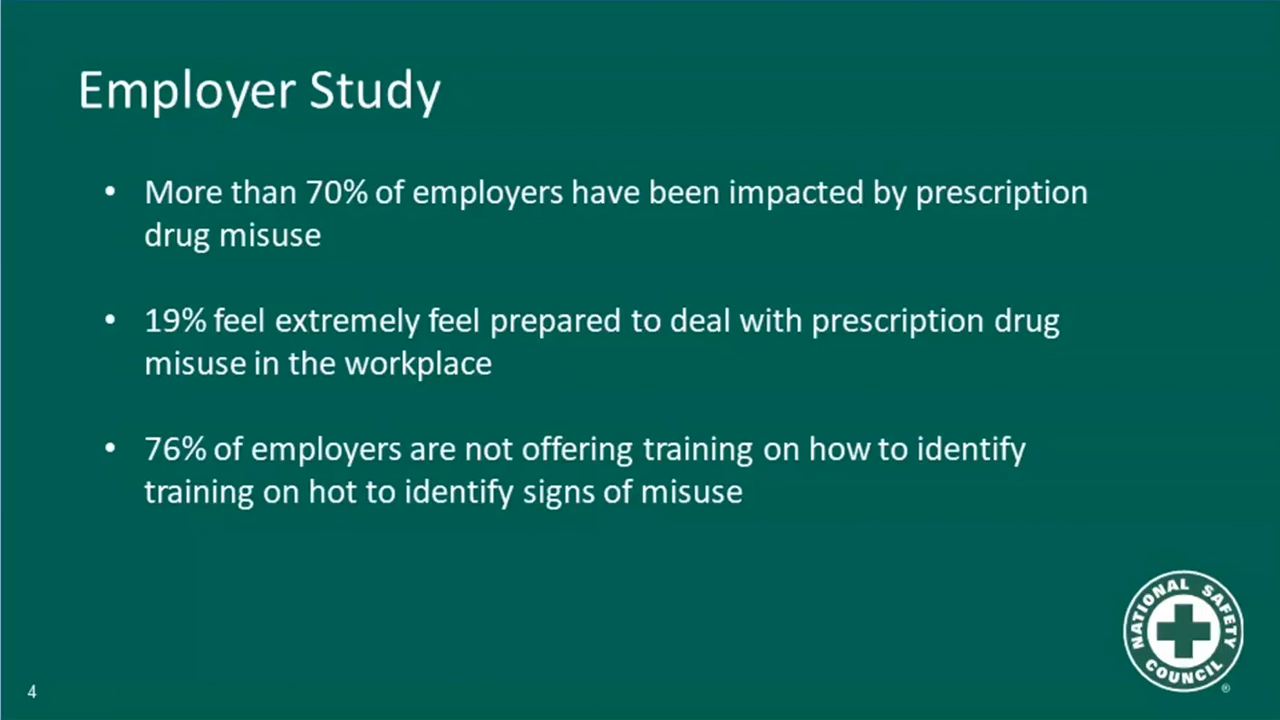 Employer Study
• More than 70% of employers have been impacted by prescription
drug misuse
• 19% feel extremely feel prepared to deal with prescription drug
misuse in the workplace
• 76% of employers are not offering training on how to identify
training on hot to identify signs of misuse
NATIONAL SAFETY
COUNCIL
®
4